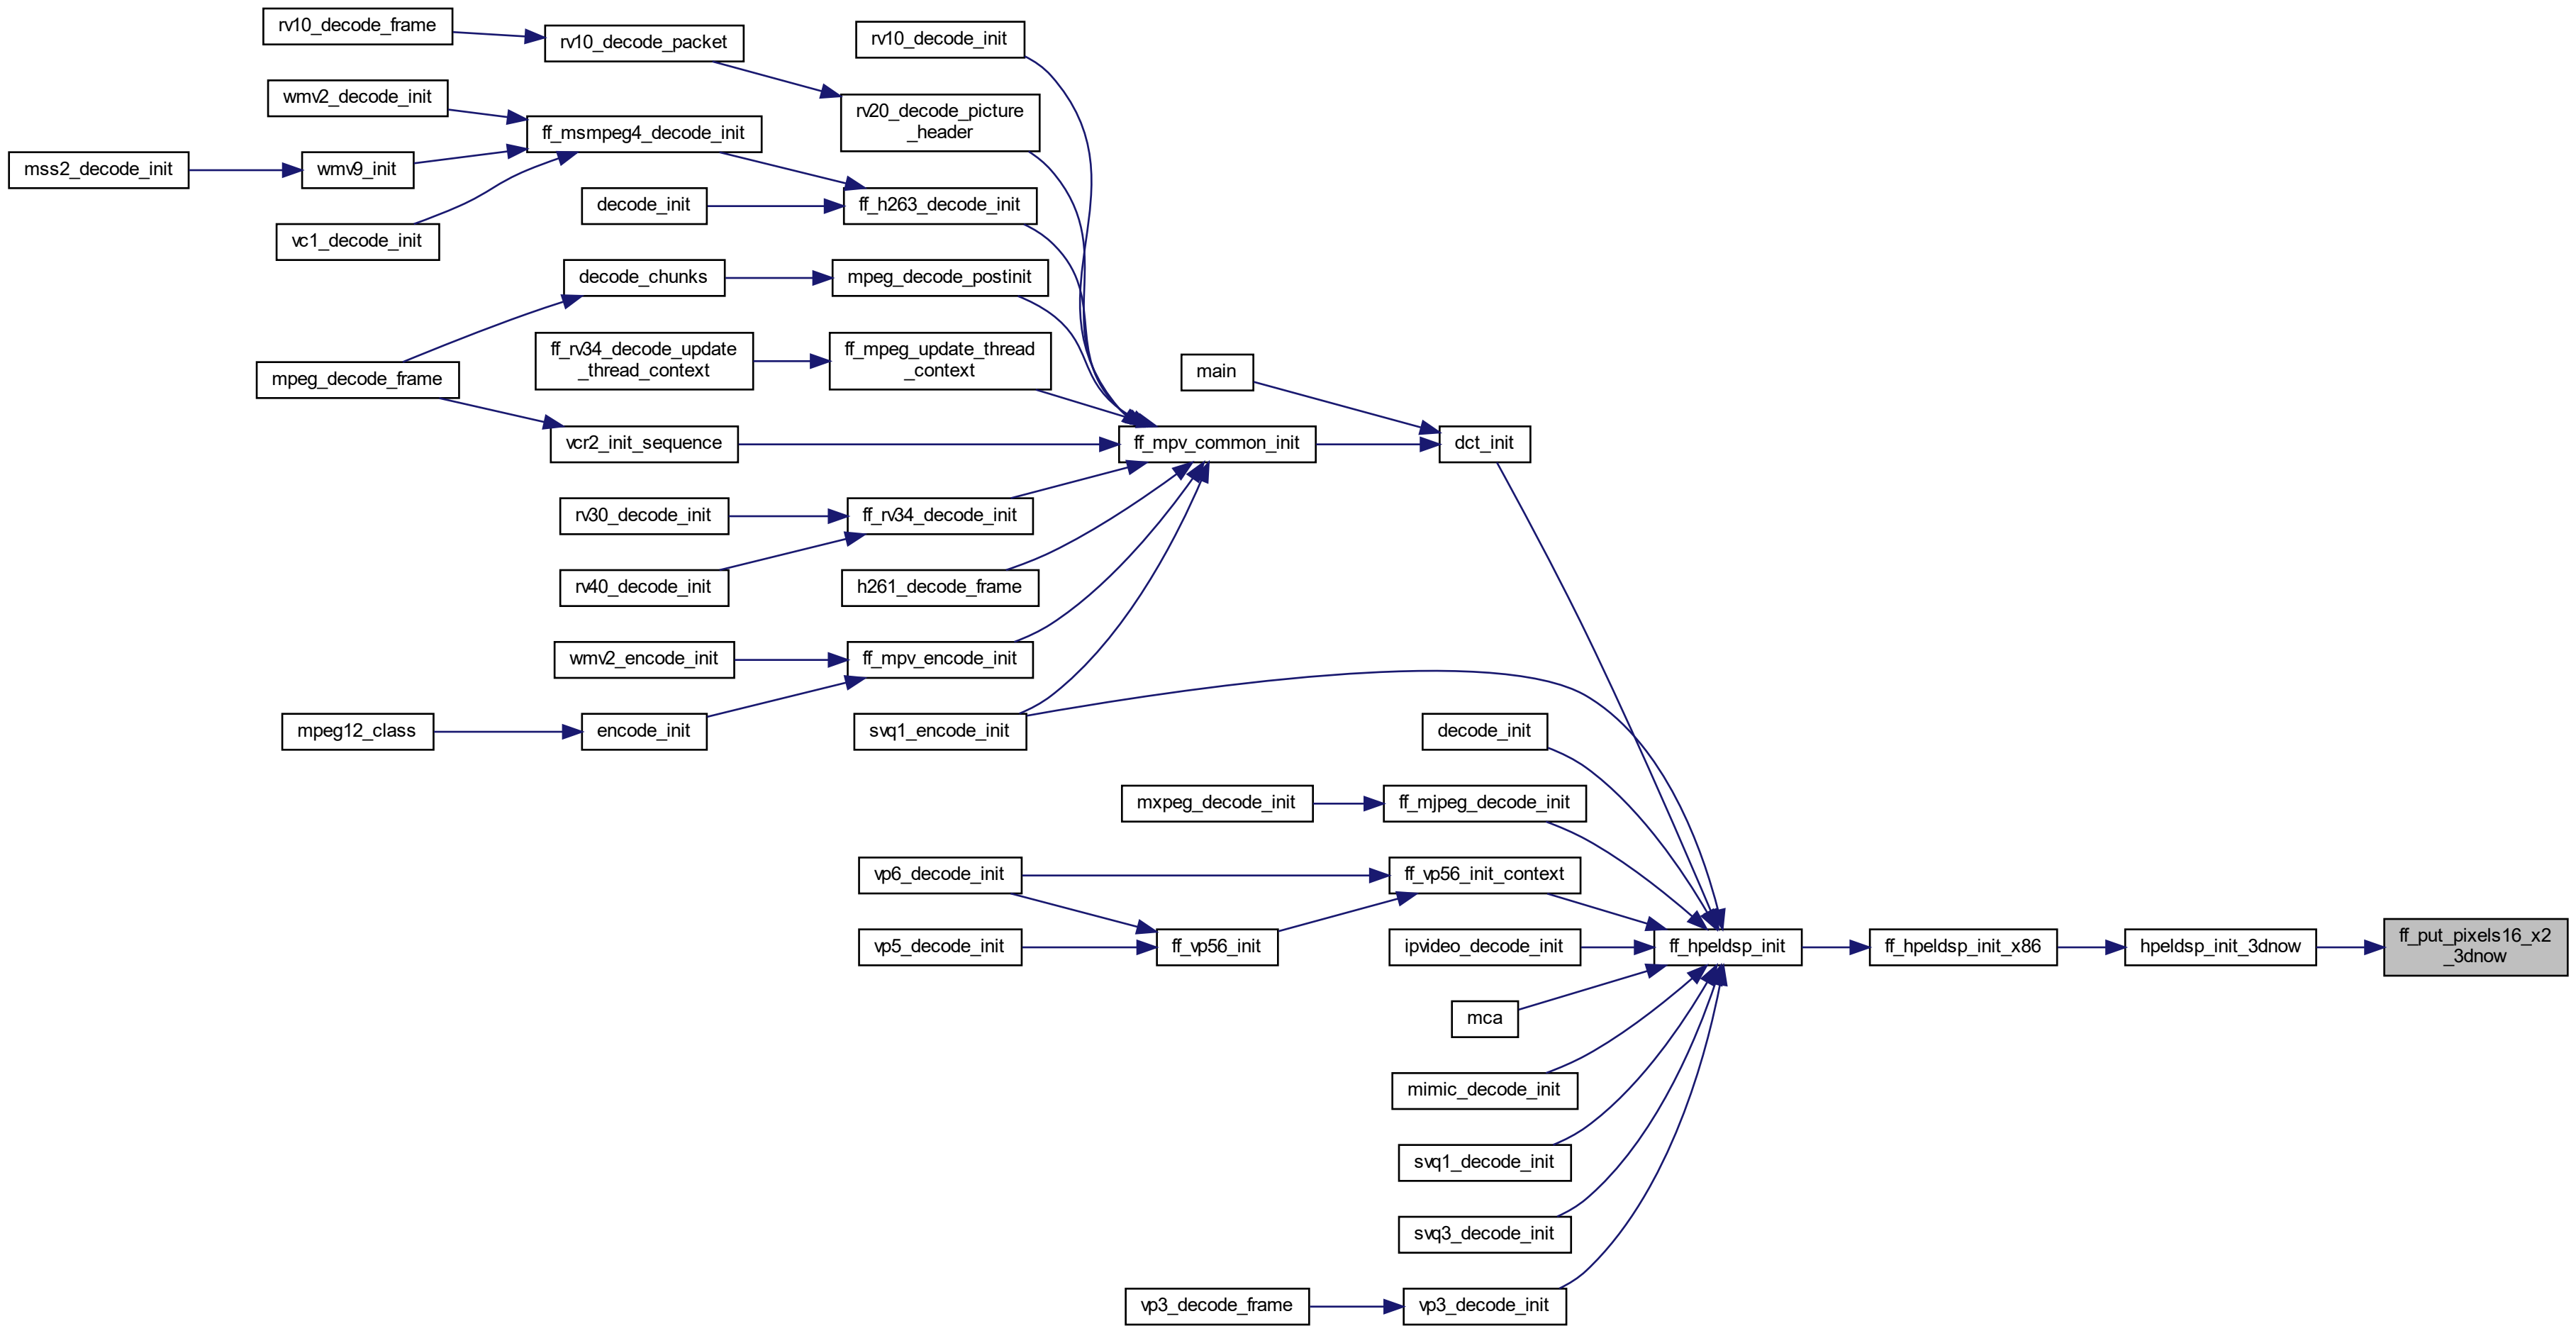 rv10_decode_frame
rv10_decode_packet
rv10_decode_init
wmv2_decode_init
rv20_decode_picture
_header
ff_msmpeg4_decode_init
mss2_decode_init
wmv9_init
decode_init
ff_h263_decode_init
vc1_decode_init
decode_chunks
mpeg_decode_postinit
ff_rv34_decode_update
_thread_context
ff_mpeg_update_thread
_context
main
mpeg_decode_frame
vcr2_init_sequence
ff_mpv_common_init
dct_init
rv30_decode_init
ff_rv34_decode_init
rv40_decode_init
h261_decode_frame
wmv2_encode_init
ff_mpv_encode_init
mpeg12_class
encode_init
svq1_encode_init
decode_init
mxpeg_decode_init
ff_mjpeg_decode_init
vp6_decode_init
ff_vp56_init_context
vp5_decode_init
ff_vp56_init
ipvideo_decode_init
ff_hpeldsp_init
ff_hpeldsp_init_x86
hpeldsp_init_3dnow
ff_put_pixels16_x2
_3dnow
mca
mimic_decode_init
svq1_decode_init
svq3_decode_init
vp3_decode_frame
vp3_decode_init